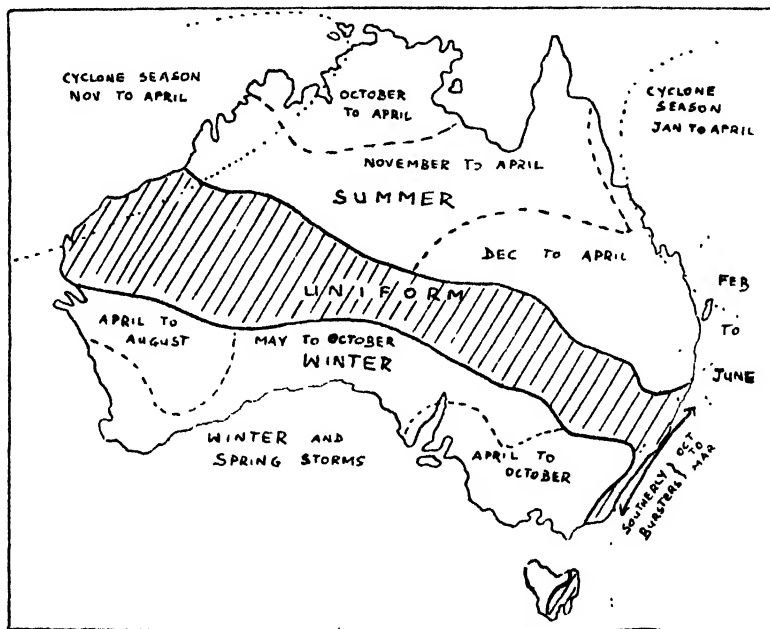 CYCLONE SEASON
NOV TO APRIL
OCTOBER
TO APRIL
CYCLONE
SEASON
JAN TO APRIL
NOVEMBER TO APRIL
SUMMER
DEC TO APRIL
UNIFORM
FEB
TO
JUNE
APRIL TO
AUGUST
MAY TO OCTOBER
WINTER
WINTER AND
SPRING STORMS
APRIL TO
OCTOBER
SOUTHERLY
BURSTERS
OCT
TO
MAR